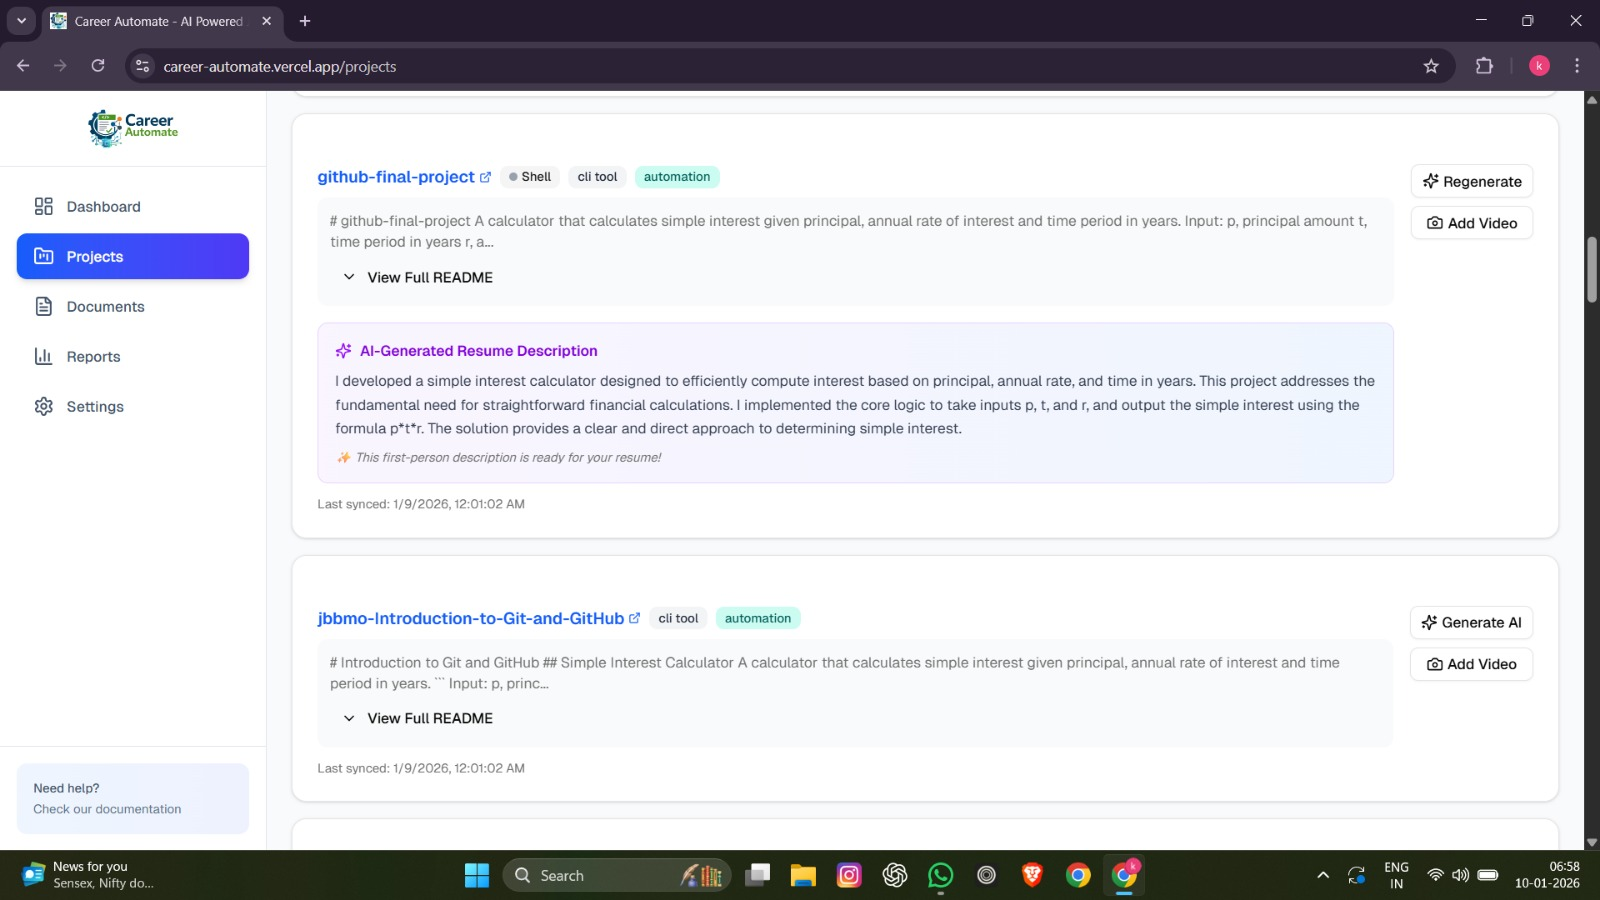 Career Automate - AI Powered
career-automate.vercel.app/projects
k
Career
Automate
Dashboard
Projects
Documents
Reports
Settings
Need help?
Check our documentation
github-final-project
Shell
cli tool
automation
Regenerate
Add Video
# github-final-project A calculator that calculates simple interest given principal, annual rate of interest and time period in years. Input: p, principal amount t,
time period in years r, a...
View Full README
AI-Generated Resume Description
I developed a simple interest calculator designed to efficiently compute interest based on principal, annual rate, and time in years. This project addresses the
fundamental need for straightforward financial calculations. I implemented the core logic to take inputs p, t, and r, and output the simple interest using the
formula p*t*r. The solution provides a clear and direct approach to determining simple interest.
✨ This first-person description is ready for your resume!
Last synced: 1/9/2026, 12:01:02 AM
jbbmo-Introduction-to-Git-and-GitHub
cli tool
automation
Generate AI
Add Video
# Introduction to Git and GitHub ## Simple Interest Calculator A calculator that calculates simple interest given principal, annual rate of interest and time
period in years. ``` Input: p, princ...
View Full README
Last synced: 1/9/2026, 12:01:02 AM
News for you
Sensex, Nifty do...
Search
k
ENG
IN
06:58
10-01-2026